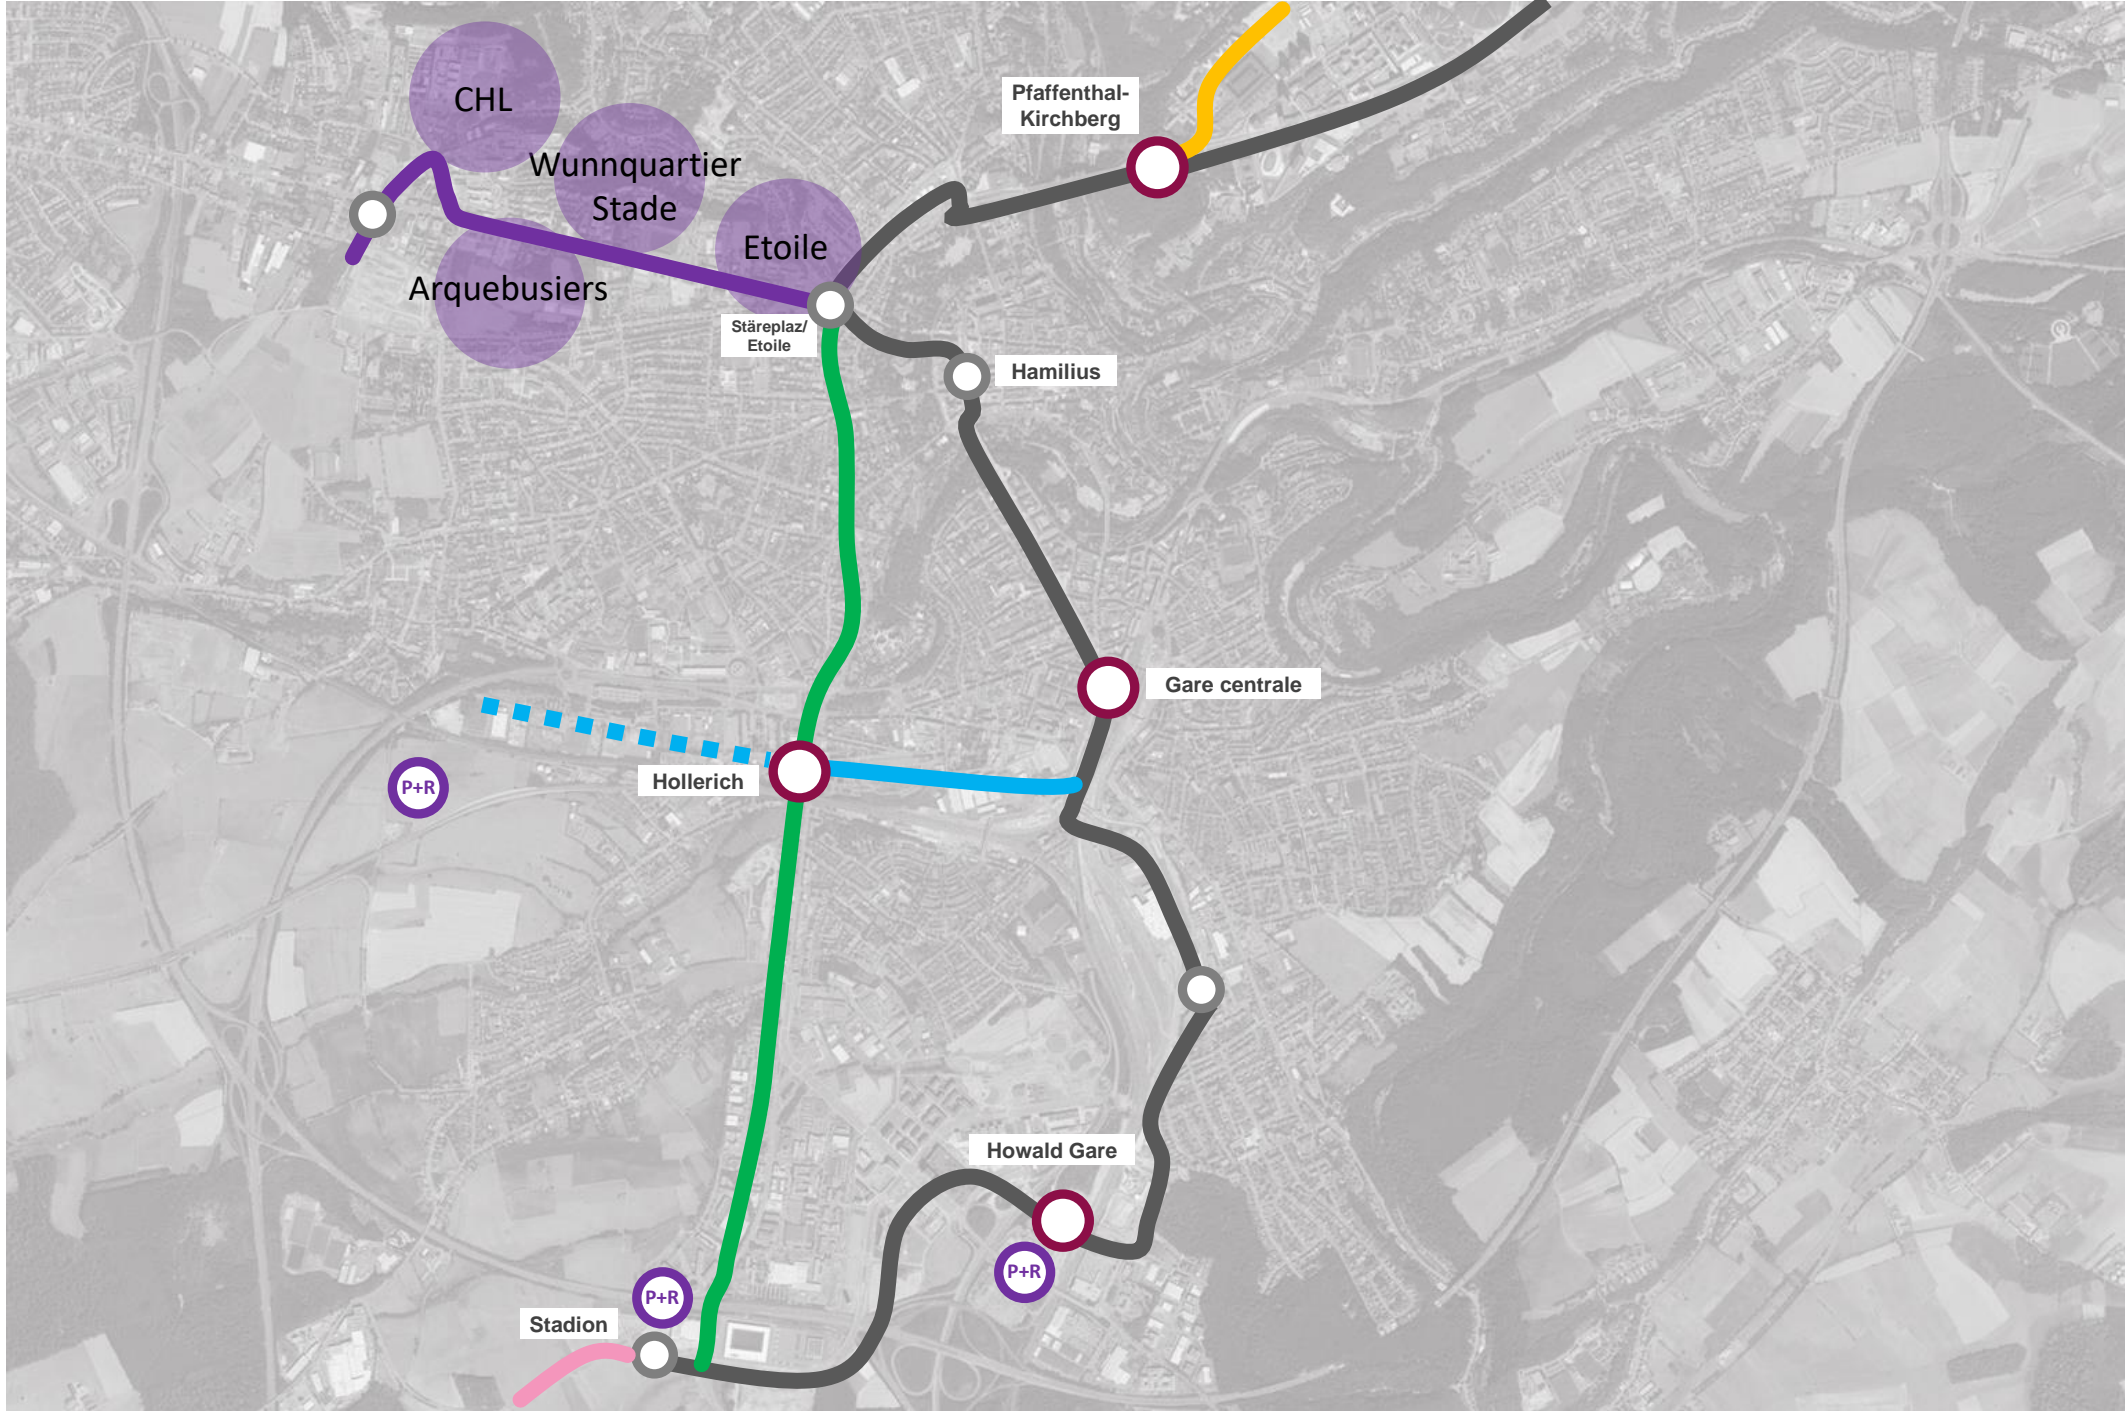 CHL
Pfaffenthal-
Kirchberg
Wunnquartier
Stade
Etoile
Arquebusiers
Stäreplaz/
Etoile
Hamilius
Gare centrale
Hollerich
P+R
Howald Gare
P+R
P+R
Stadion